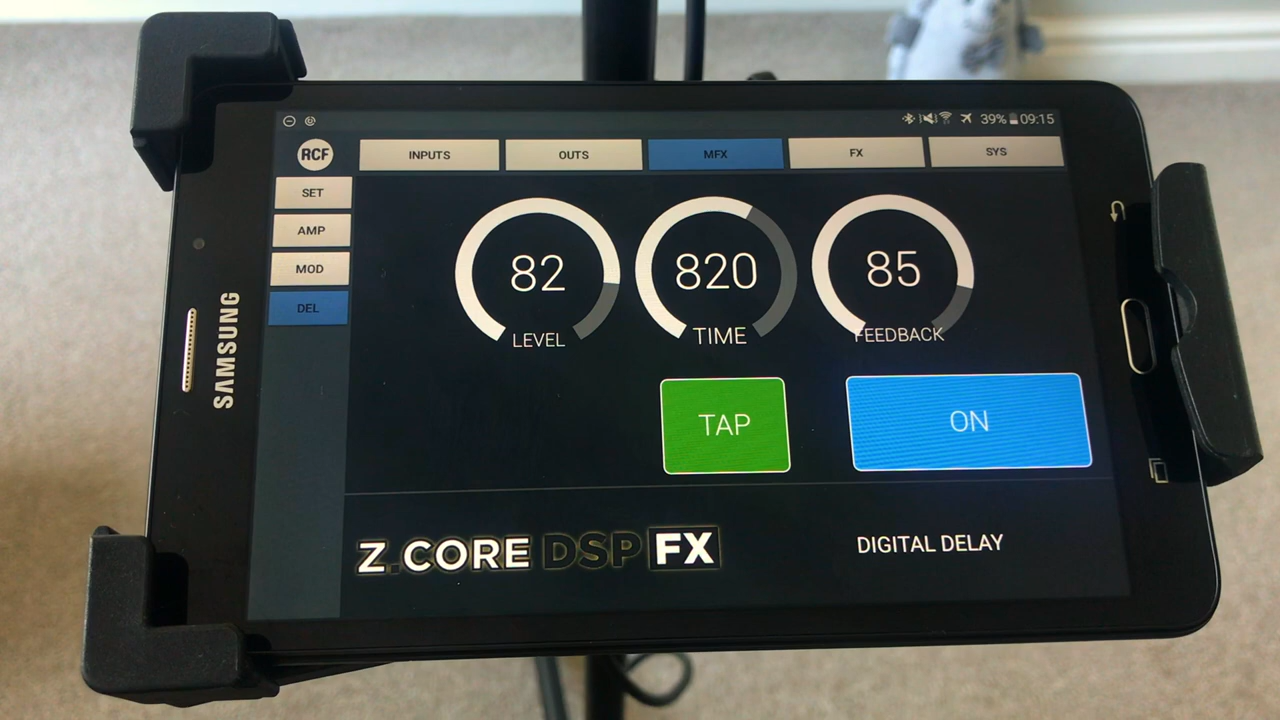 39% 09:15
RCF INPUTS OUTS MFX FX SYS
SET
AMP
MOD
DEL
82 820 85
LEVEL TIME FEEDBACK
TAP ON
Z.CORE DSP FX DIGITAL DELAY
SAMSUNG